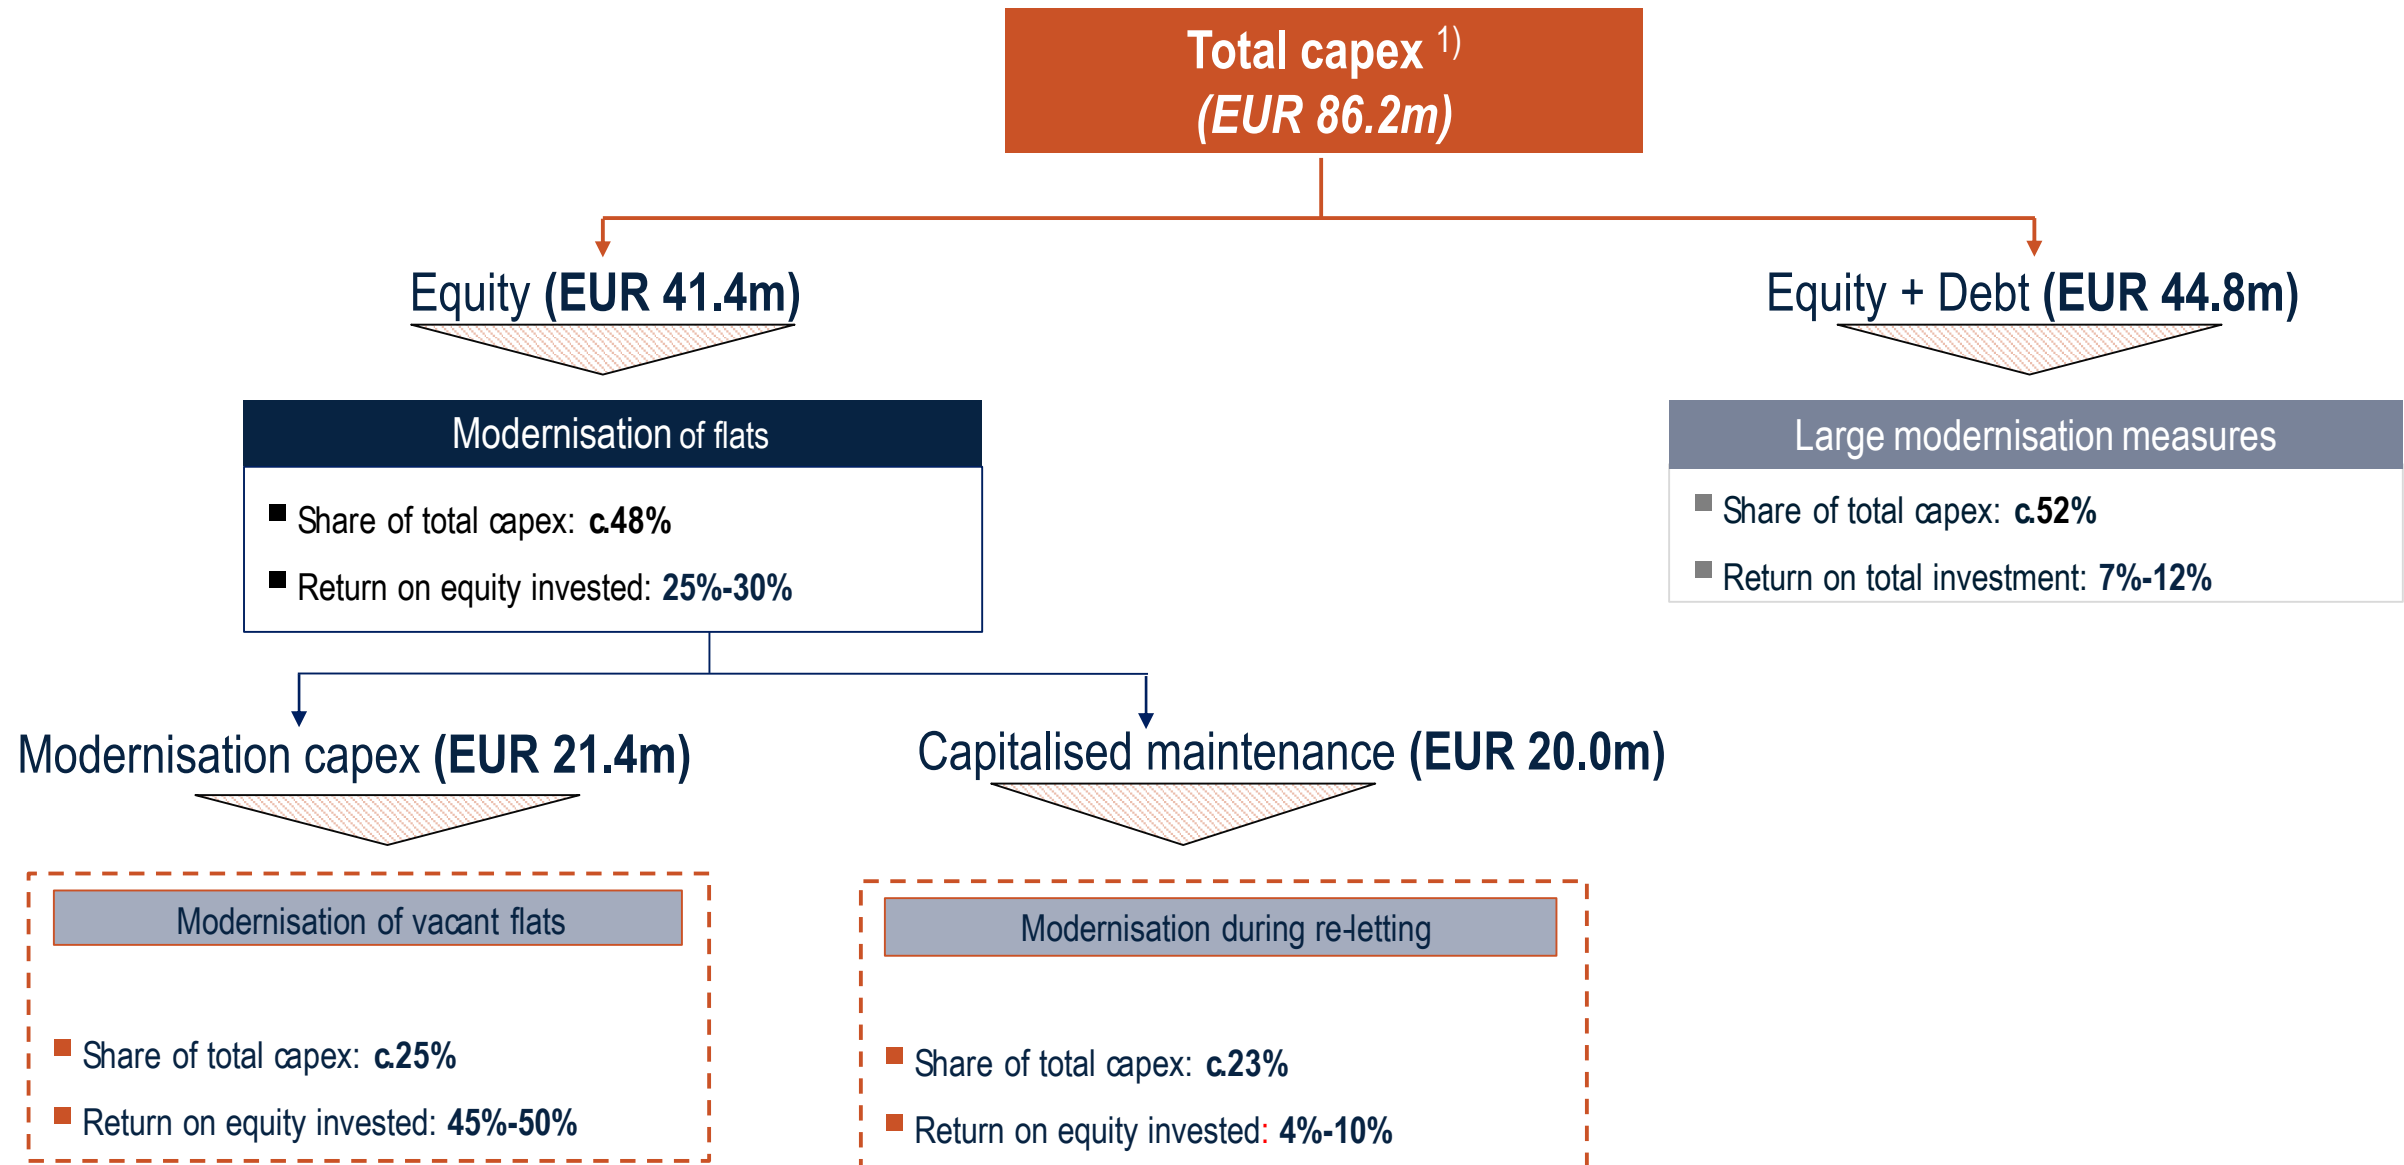 Total capex 1)
(EUR 86.2m)
Equity (EUR 41.4m)
Equity + Debt (EUR 44.8m)
Modernisation of flats
Share of total capex: c.48%
Return on equity invested: 25%-30%
Large modernisation measures
Share of total capex: c.52%
Return on total investment: 7%-12%
Modernisation capex (EUR 21.4m)
Capitalised maintenance (EUR 20.0m)
Modernisation of vacant flats
Share of total capex: c.25%
Return on equity invested: 45%-50%
Modernisation during re-letting
Share of total capex: c.23%
Return on equity invested: 4%-10%